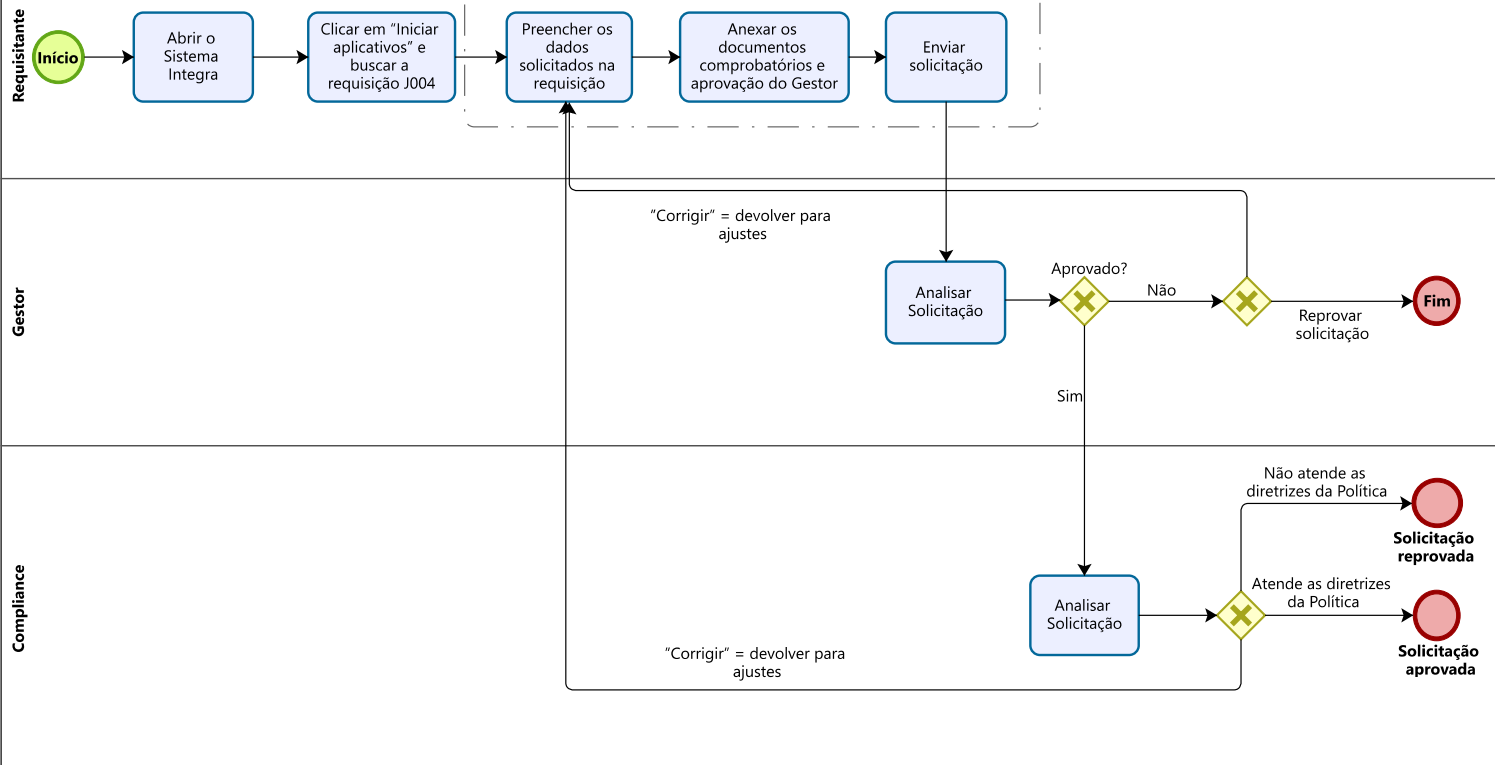 Requisitante
Início
Abrir o
Sistema
Integra
Clicar em “Iniciar
aplicativos” e
buscar a
requisição J004
Preencher os
dados
solicitados na
requisição
Anexar os
documentos
comprobatórios e
aprovação do Gestor
Enviar
solicitação
Gestor
“Corrigir” = devolver para
ajustes
Analisar
Solicitação
Aprovado?
Não
Reprovar
solicitação
Fim
Sim
Compliance
Analisar
Solicitação
Não atende as
diretrizes da Política
Solicitação
reprovada
Atende as diretrizes
da Política
Solicitação
aprovada
“Corrigir” = devolver para
ajustes